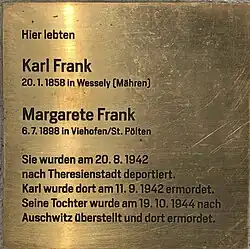 Hier lebten
Karl Frank
20. 1. 1858 in Wessely (Mähren)
Margarete Frank
6. 7. 1898 in Viehofen/St. Pölten
Sie wurden am 20. 8. 1942
nach Theresienstadt deportiert.
Karl wurde dort am 11. 9. 1942 ermordet.
Seine Tochter wurde am 19. 10. 1944 nach
Auschwitz überstellt und dort ermordet.